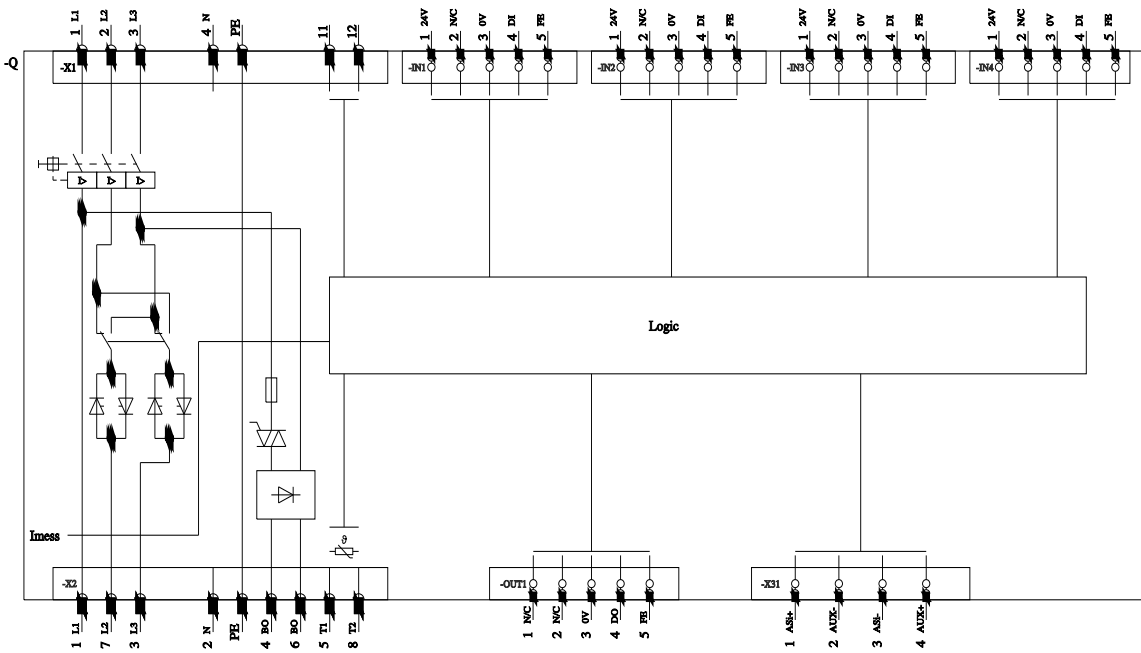 -Q
-X1
1 L1
2 L2
3 L3
4 N
PE
11
12
-IN1
1 24V
2 N/C
3 0V
4 DI
5 FE
-IN2
1 24V
2 N/C
3 0V
4 DI
5 FE
-IN3
1 24V
2 N/C
3 0V
4 DI
5 FE
-IN4
1 24V
2 N/C
3 0V
4 DI
5 FE
Logic
Imess
ϑ
-X2
1 L1
7 L2
3 L3
2 N
PE
4 BO
6 BO
5 T1
8 T2
-OUT1
1 N/C
2 N/C
3 0V
4 DO
5 FE
-X31
1 ASi+
2 AUX-
3 ASi-
4 AUX+